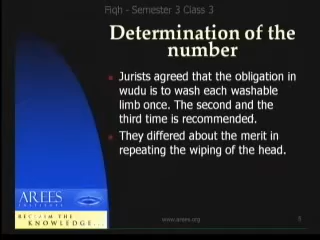 Fiqh - Semester 3 Class 3
Determination of the
number
Jurists agreed that the obligation in
wudu is to wash each washable
limb once. The second and the
third time is recommended.
They differed about the merit in
repeating the wiping of the head.
AREES
INSTITUTE
RECLAIM THE
KNOWLEDGE...
www.arees.org